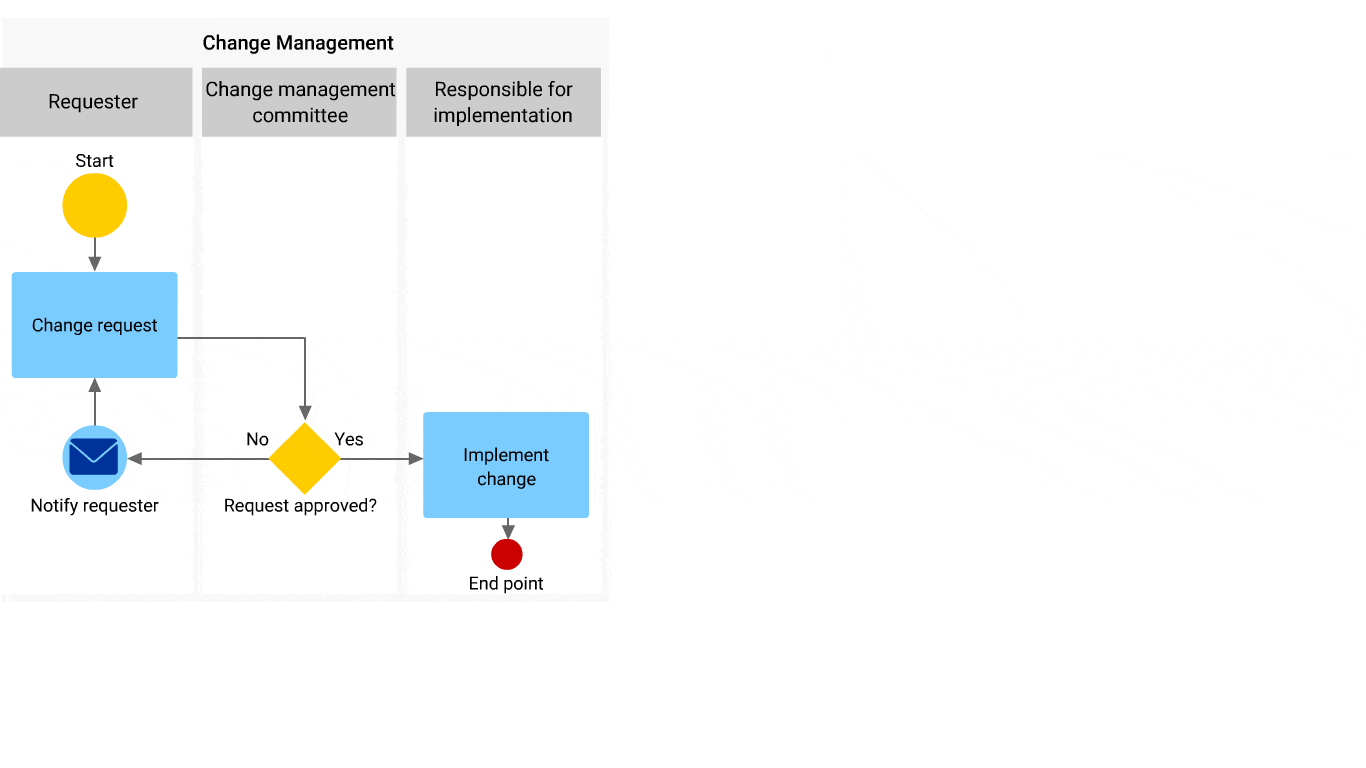 Change Management
Requester
Change management
committee
Responsible for
implementation
Start
Change request
No
Yes
Implement
change
Notify requester
Request approved?
End point